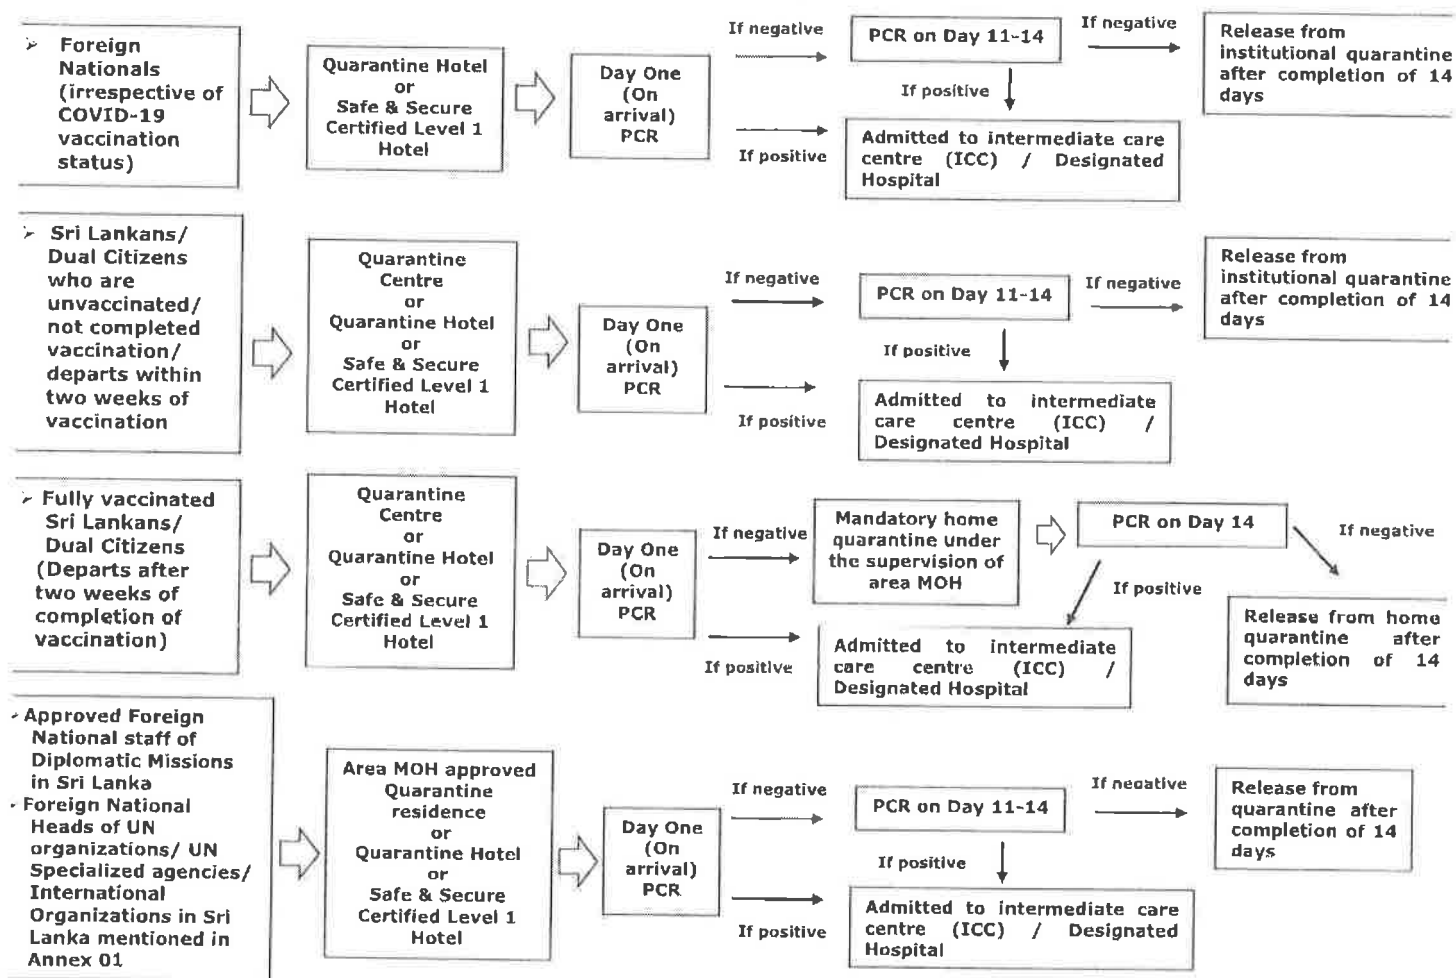 ➢ Foreign
Nationals
(irrespective of
COVID-19
vaccination
status)
Quarantine Hotel
or
Safe & Secure
Certified Level 1
Hotel
Day One
(On
arrival)
PCR
If negative
If positive
PCR on Day 11-14
If positive
Admitted to intermediate care
centre (ICC) / Designated
Hospital
If negative
Release from
institutional quarantine
after completion of 14
days
➢ Sri Lankans/
Dual Citizens
who are
unvaccinated/
not completed
vaccination/
departs within
two weeks of
vaccination
Quarantine
Centre
or
Quarantine Hotel
or
Safe & Secure
Certified Level 1
Hotel
Day One
(On
arrival)
PCR
If negative
If positive
PCR on Day 11-14
If positive
Admitted to intermediate
care centre (ICC) /
Designated Hospital
If negative
Release from
institutional quarantine
after completion of 14
days
➢ Fully vaccinated
Sri Lankans/
Dual Citizens
(Departs after
two weeks of
completion of
vaccination)
Quarantine
Centre
or
Quarantine Hotel
or
Safe & Secure
Certified Level 1
Hotel
Day One
(On
arrival)
PCR
If negative
If positive
Mandatory home
quarantine under
the supervision of
area MOH
PCR on Day 14
If positive
Admitted to intermediate
care centre (ICC) /
Designated Hospital
If negative
Release from home
quarantine after
completion of 14
days
➢ Approved Foreign
National staff of
Diplomatic Missions
in Sri Lanka
➢ Foreign National
Heads of UN
organizations/ UN
Specialized agencies/
International
Organizations in Sri
Lanka mentioned in
Annex 01
Area MOH approved
Quarantine
residence
or
Quarantine Hotel
or
Safe & Secure
Certified Level 1
Hotel
Day One
(On
arrival)
PCR
If negative
If positive
PCR on Day 11-14
If positive
Admitted to intermediate care
centre (ICC) / Designated
Hospital
If negative
Release from
quarantine after
completion of 14
days